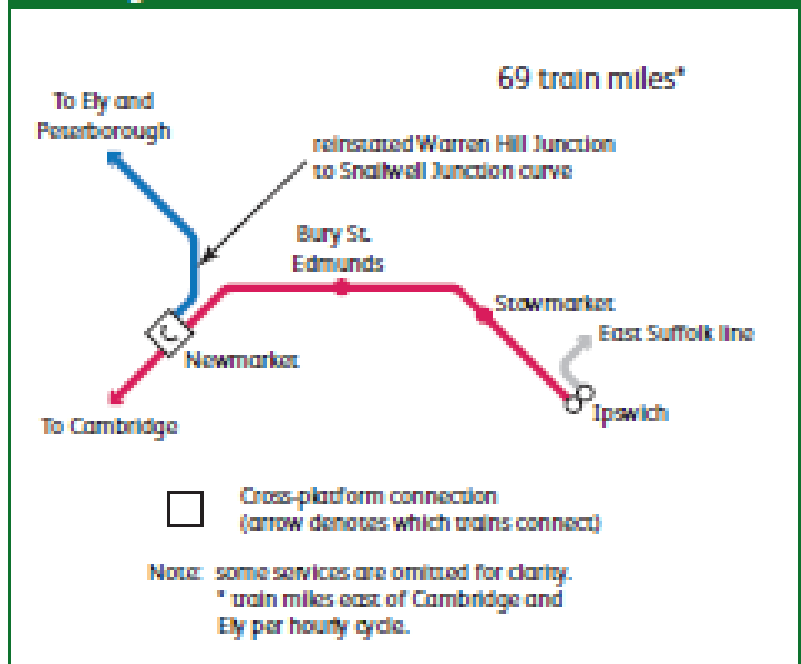 69 train miles*
To Ely and
Peterborough
reinstated Warren Hill Junction
to Snailwell Junction curve
Bury St.
Edmunds
Stowmarket
East Suffolk line
Newmarket
Ipswich
To Cambridge
Cross-platform connection
(arrow denotes which trains connect)
Note: some services are omitted for clarity.
* train miles east of Cambridge and
Ely per hourly cycle.